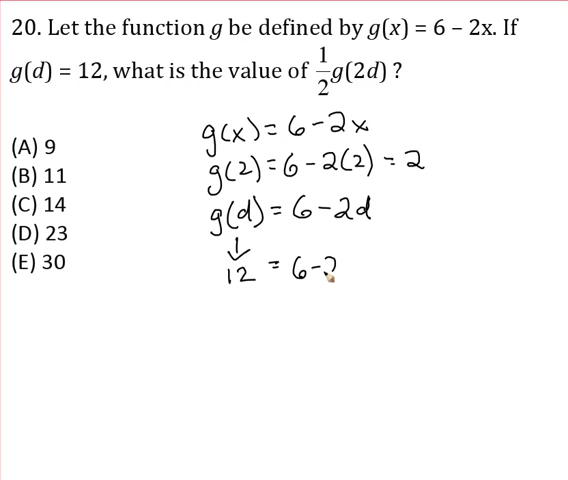 20. Let the function g be defined by g(x) = 6 – 2x. If
g(d) = 12, what is the value of 1/2 g(2d) ?
(A) 9
(B) 11
(C) 14
(D) 23
(E) 30
g(x) = 6 - 2x
g(2) = 6 - 2(2) = 2
g(d) = 6 - 2d
↓
12 = 6 - 2